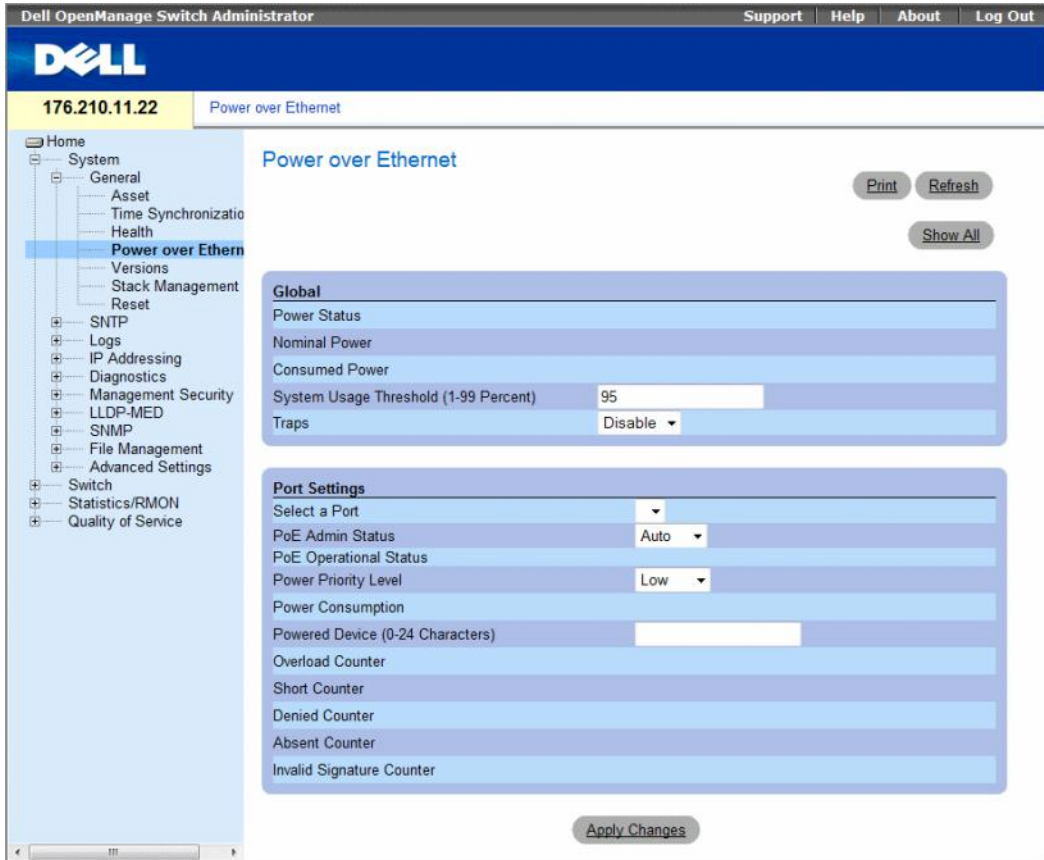 Dell OpenManage Switch Administrator
Support Help About Log Out
DELL
176.210.11.22
Power over Ethernet
Home
System
General
Asset
Time Synchronizatio
Health
Power over Ethern
Versions
Stack Management
Reset
SNTP
Logs
IP Addressing
Diagnostics
Management Security
LLDP-MED
SNMP
File Management
Advanced Settings
Switch
Statistics/RMON
Quality of Service
Power over Ethernet
Print Refresh
Show All
Global
Power Status
Nominal Power
Consumed Power
System Usage Threshold (1-99 Percent) 95
Traps Disable
Port Settings
Select a Port
PoE Admin Status Auto
PoE Operational Status
Power Priority Level Low
Power Consumption
Powered Device (0-24 Characters)
Overload Counter
Short Counter
Denied Counter
Absent Counter
Invalid Signature Counter
Apply Changes